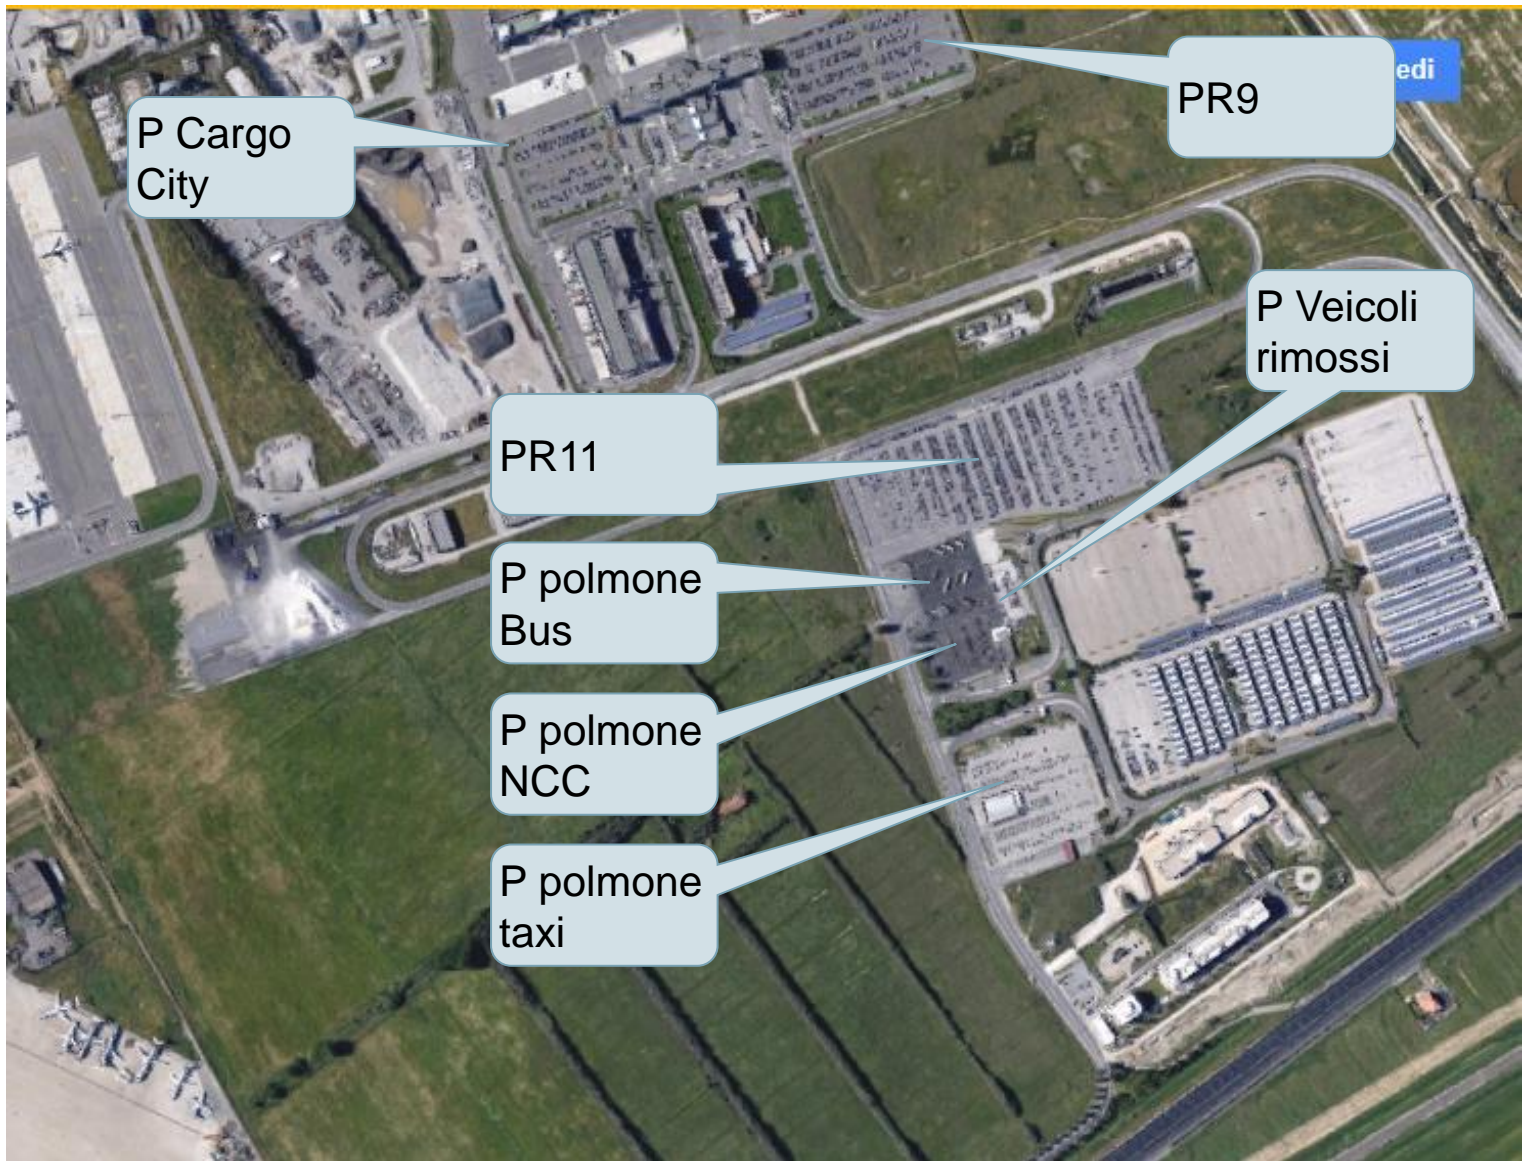 PR9
edi
P Cargo
City
P Veicoli
rimossi
PR11
P polmone
Bus
P polmone
NCC
P polmone
taxi